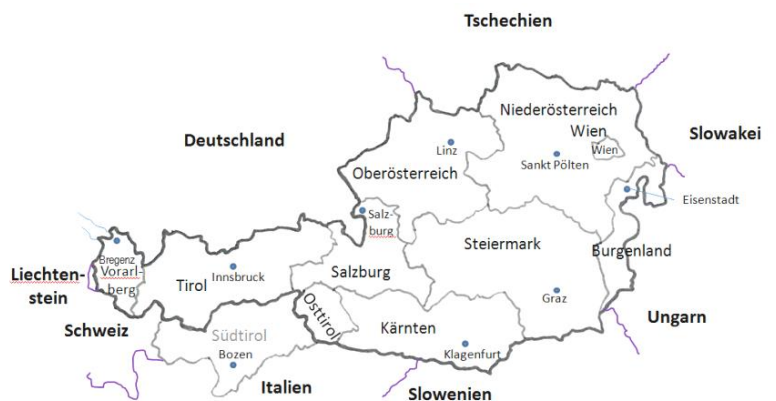 Tschechien
Niederösterreich
Wien
Slowakei
Deutschland
Linz
Wien
Oberösterreich
Sankt Pölten
Eisenstadt
Salz-
burg
Steiermark
Burgenland
Bregenz
Vorarl-
berg
Liechten-
stein
Tirol
Innsbruck
Salzburg
Graz
Osttirol
Schweiz
Südtirol
Kärnten
Ungarn
Bozen
Klagenfurt
Italien
Slowenien